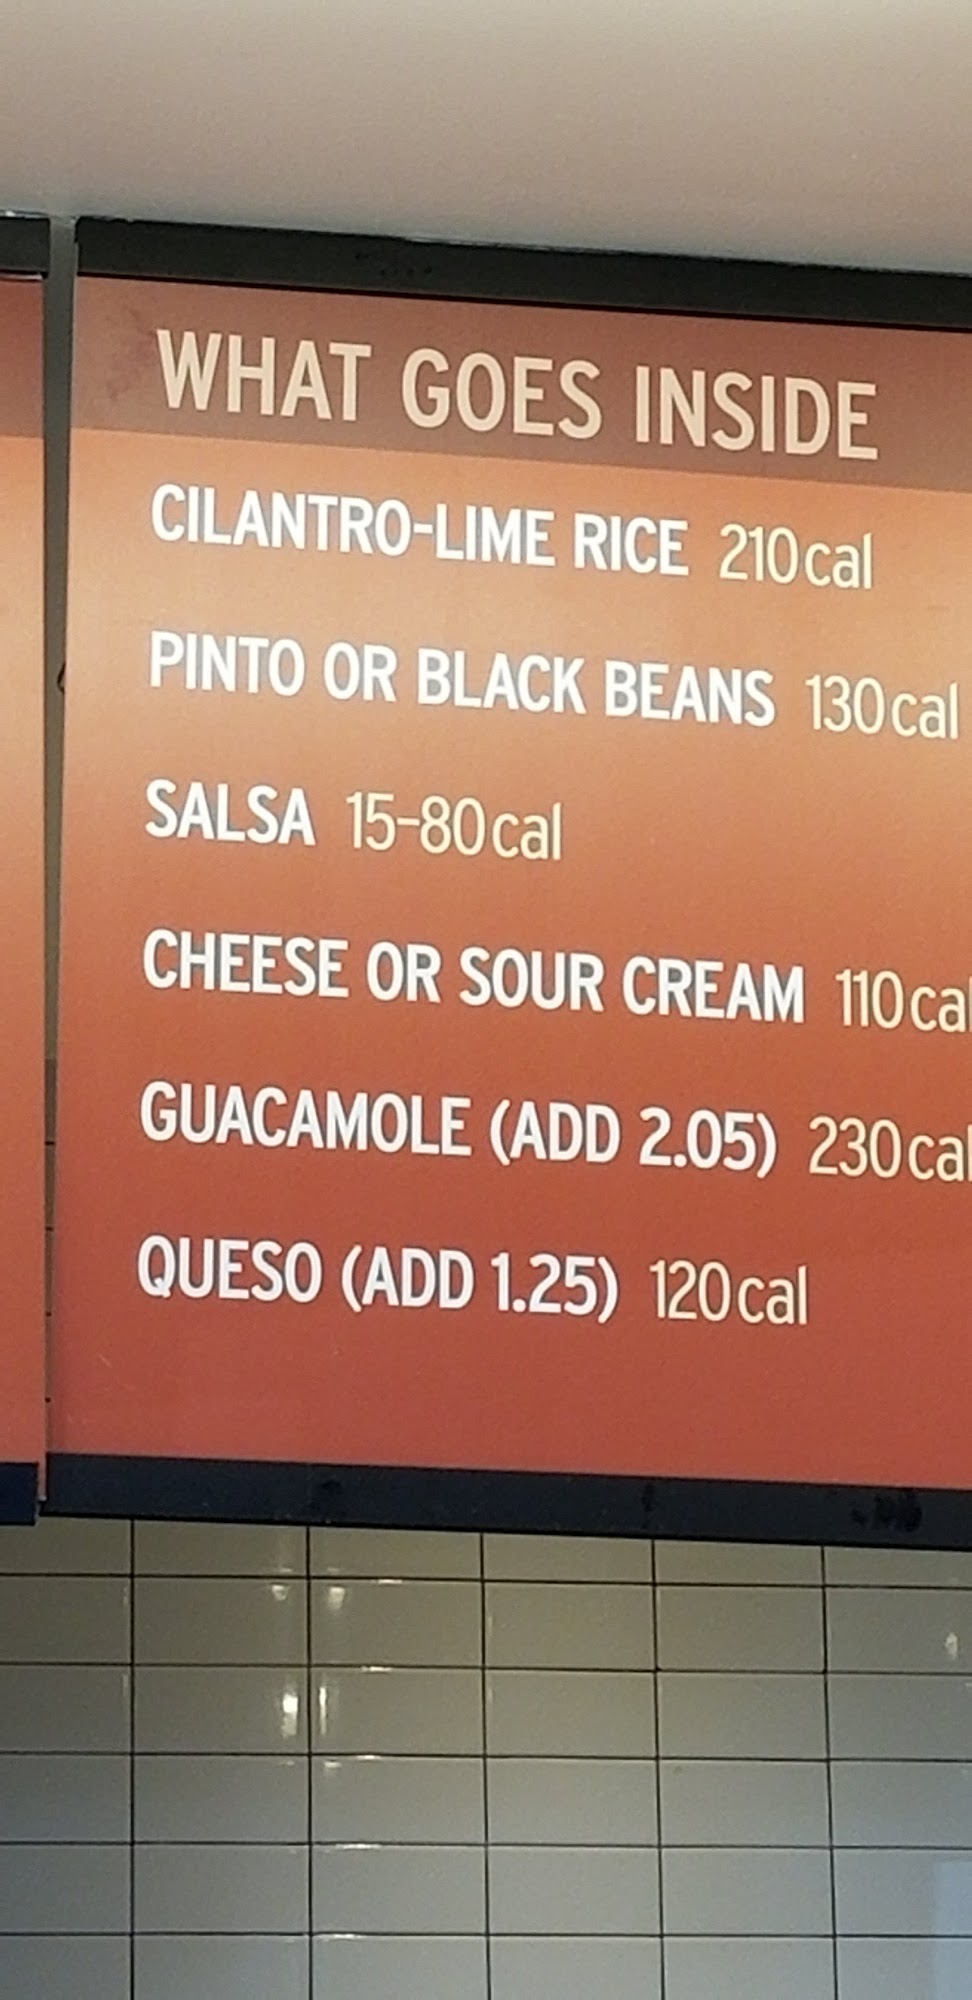 WHAT GOES INSIDE
CILANTRO-LIME RICE 210cal
PINTO OR BLACK BEANS 130cal
SALSA 15-80cal
CHEESE OR SOUR CREAM 110cal
GUACAMOLE (ADD 2.05) 230cal
QUESO (ADD 1.25) 120cal